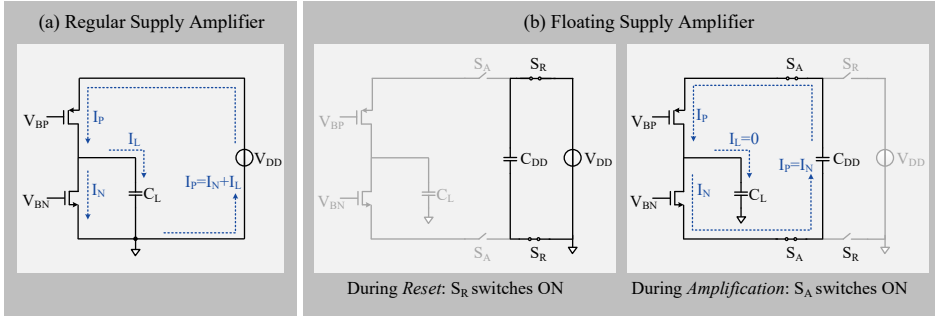 (a) Regular Supply Amplifier
(b) Floating Supply Amplifier
V_BP
I_P
I_L
V_DD
V_BN
I_N
C_L
I_P=I_N+I_L
S_A
S_R
V_BP
C_DD
V_DD
V_BN
C_L
S_A
S_R
S_A
S_R
V_BP
I_P
I_L=0
I_P=I_N
C_DD
V_DD
V_BN
I_N
C_L
S_A
S_R
During Reset: S_R switches ON
During Amplification: S_A switches ON